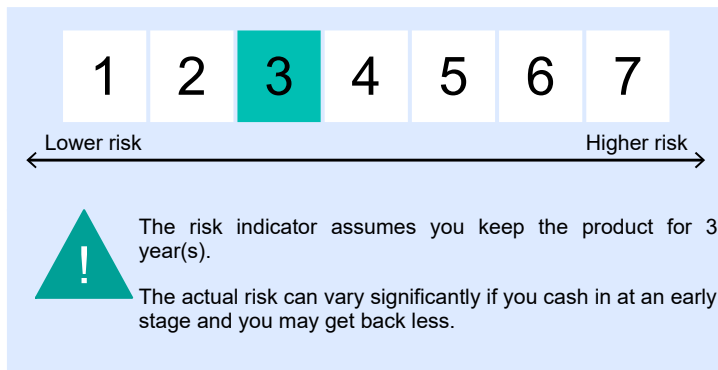 1 2 3 4 5 6 7
Lower risk Higher risk
!
The risk indicator assumes you keep the product for 3
year(s).
The actual risk can vary significantly if you cash in at an early
stage and you may get back less.